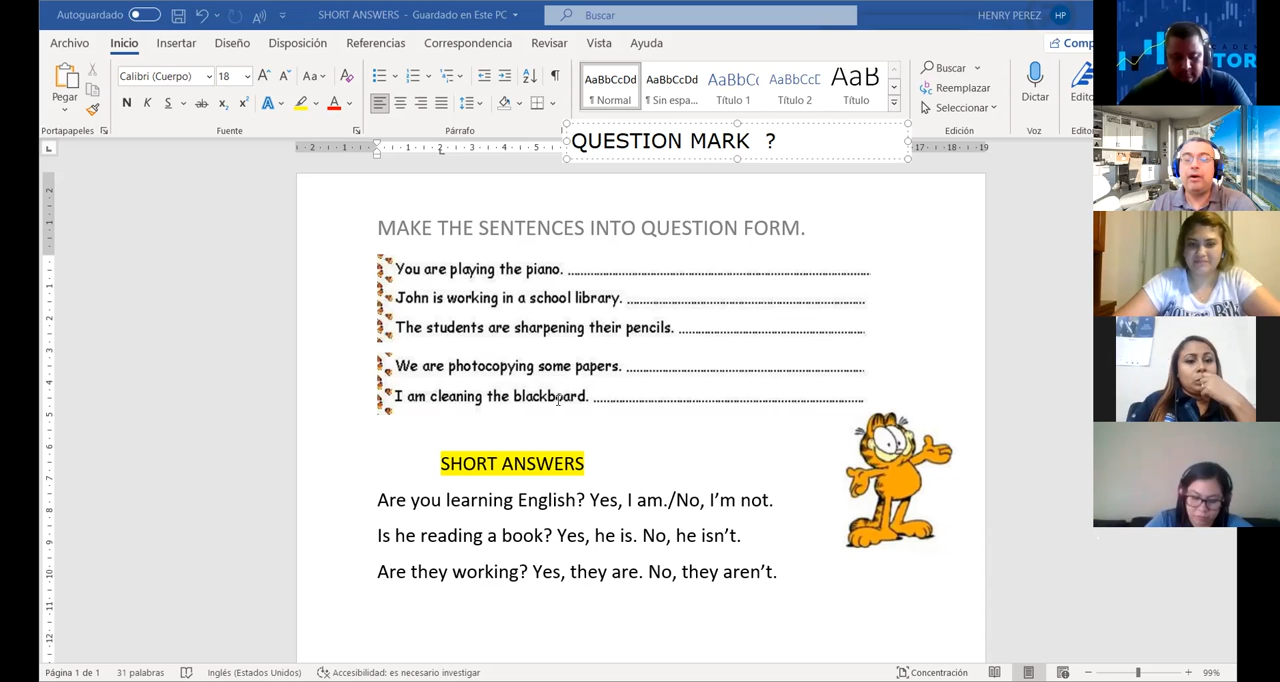 Autoguardado
SHORT ANSWERS - Guardado en Este PC
Buscar
HENRY PEREZ HP
Archivo Inicio Insertar Diseño Disposición Referencias Correspondencia Revisar Vista Ayuda
Pegar
Calibri (Cuerpo) 18
AaBbCcDd AaBbCcDd AaBbCc AaBbCcD AaB
¶ Normal ¶ Sin espa... Título 1 Título 2 Título
Buscar
Reemplazar
Seleccionar
Dictar
Portapapeles Fuente Párrafo Edición Voz
QUESTION MARK ?
MAKE THE SENTENCES INTO QUESTION FORM.
You are playing the piano.
John is working in a school library.
The students are sharpening their pencils.
We are photocopying some papers.
I am cleaning the blackboard.
SHORT ANSWERS
Are you learning English? Yes, I am./No, I'm not.
Is he reading a book? Yes, he is. No, he isn't.
Are they working? Yes, they are. No, they aren't.
Página 1 de 1 31 palabras Inglés (Estados Unidos) Accesibilidad: es necesario investigar Concentración 99%